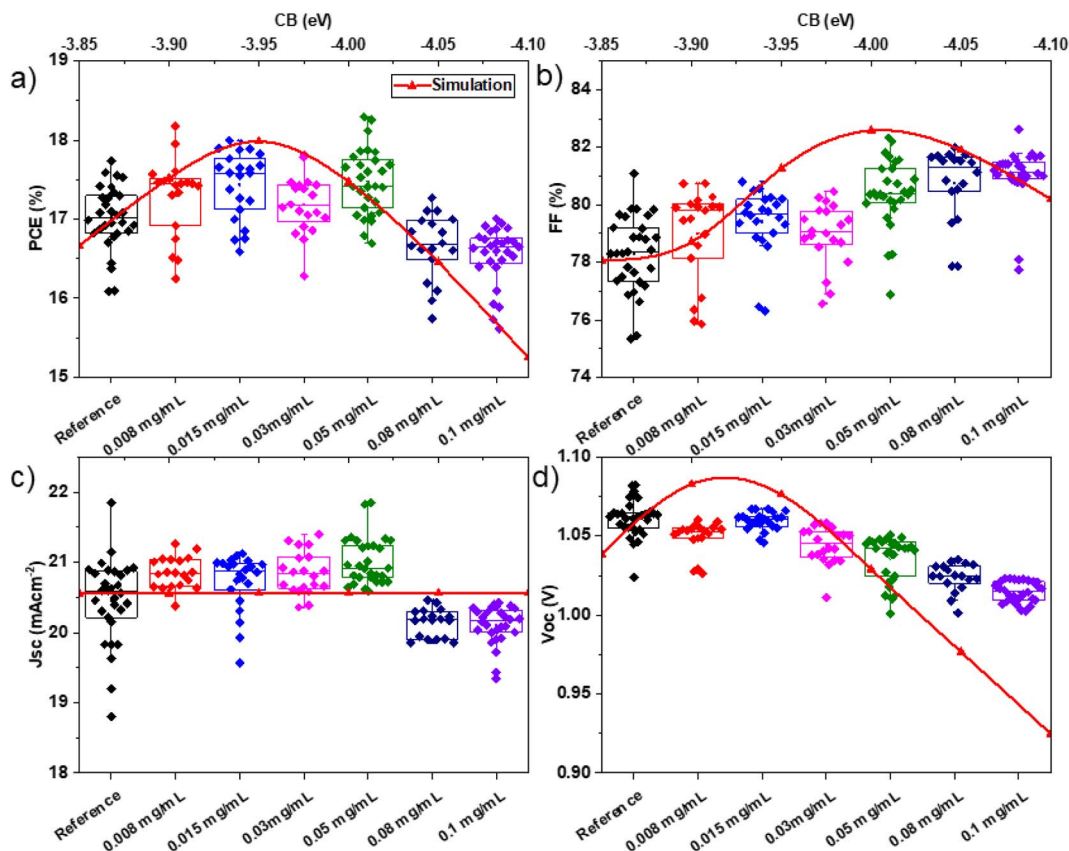 CB (eV)
-3.85 -3.90 -3.95 -4.00 -4.05 -4.10
a)
PCE (%)
19
18
17
16
15
Simulation
Reference 0.008 mg/mL 0.015 mg/mL 0.03mg/mL 0.05 mg/mL 0.08 mg/mL 0.1 mg/mL
CB (eV)
-3.85 -3.90 -3.95 -4.00 -4.05 -4.10
b)
FF (%)
84
82
80
78
76
74
Reference 0.008 mg/mL 0.015 mg/mL 0.03mg/mL 0.05 mg/mL 0.08 mg/mL 0.1 mg/mL
c)
Jsc (mAcm⁻²)
22
21
20
19
18
Reference 0.008 mg/mL 0.015 mg/mL 0.03mg/mL 0.05 mg/mL 0.08 mg/mL 0.1 mg/mL
d)
Voc (V)
1.10
1.05
1.00
0.95
0.90
Reference 0.008 mg/mL 0.015 mg/mL 0.03mg/mL 0.05 mg/mL 0.08 mg/mL 0.1 mg/mL